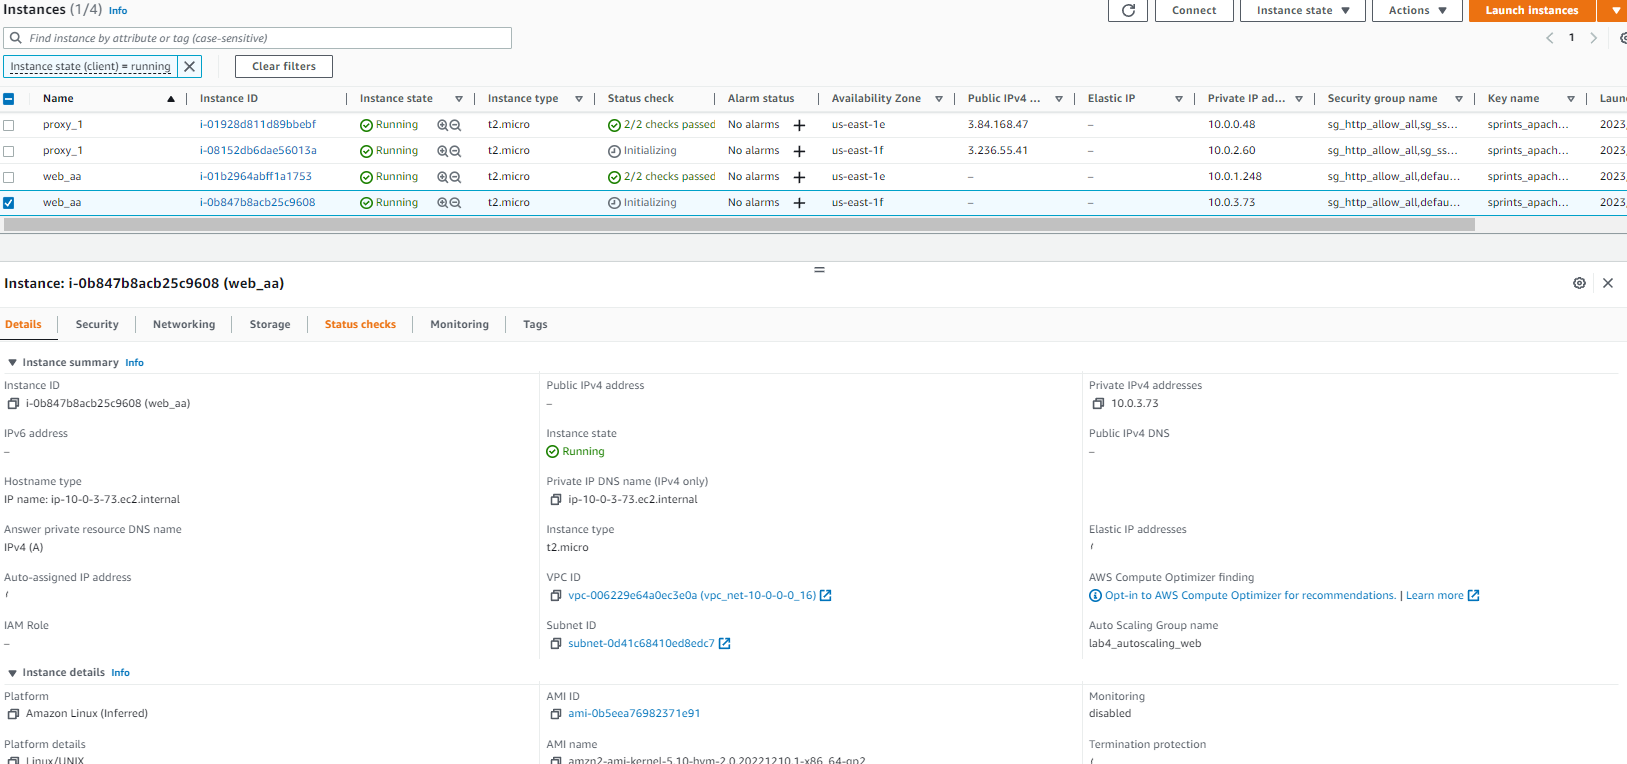 Instances (1/4) Info Connect Instance state Actions Launch instances
Find instance by attribute or tag (case-sensitive) 1
Instance state (client) = running Clear filters
Name Instance ID Instance state Instance type Status check Alarm status Availability Zone Public IPv4 ... Elastic IP Private IP ad... Security group name Key name Laun
proxy_1 i-01928d811d89bbebf Running t2.micro 2/2 checks passed No alarms us-east-1e 3.84.168.47 – 10.0.0.48 sg_http_allow_all,sg_ss... sprints_apach... 2023,
proxy_1 i-08152db6dae56013a Running t2.micro Initializing No alarms us-east-1f 3.236.55.41 – 10.0.2.60 sg_http_allow_all,sg_ss... sprints_apach... 2023,
web_aa i-01b2964abff1a1753 Running t2.micro 2/2 checks passed No alarms us-east-1e – – 10.0.1.248 sg_http_allow_all,defau... sprints_apach... 2023,
web_aa i-0b847b8acb25c9608 Running t2.micro Initializing No alarms us-east-1f – – 10.0.3.73 sg_http_allow_all,defau... sprints_apach... 2023,
Instance: i-0b847b8acb25c9608 (web_aa)
Details Security Networking Storage Status checks Monitoring Tags
Instance summary Info
Instance ID Public IPv4 address Private IPv4 addresses
i-0b847b8acb25c9608 (web_aa) – 10.0.3.73
IPv6 address Instance state Public IPv4 DNS
– Running –
Hostname type Private IP DNS name (IPv4 only)
IP name: ip-10-0-3-73.ec2.internal ip-10-0-3-73.ec2.internal
Answer private resource DNS name Instance type Elastic IP addresses
IPv4 (A) t2.micro
Auto-assigned IP address VPC ID AWS Compute Optimizer finding
vpc-006229e64a0ec3e0a (vpc_net-10-0-0-0_16) Opt-in to AWS Compute Optimizer for recommendations. | Learn more
IAM Role Subnet ID Auto Scaling Group name
– subnet-0d41c68410ed8edc7 lab4_autoscaling_web
Instance details Info
Platform AMI ID Monitoring
Amazon Linux (Inferred) ami-0b5eea76982371e91 disabled
Platform details AMI name Termination protection
Linux/UNIX amzn2-ami-kernel-5.10-hvm-2.0.20221210.1-x86_64-gp2